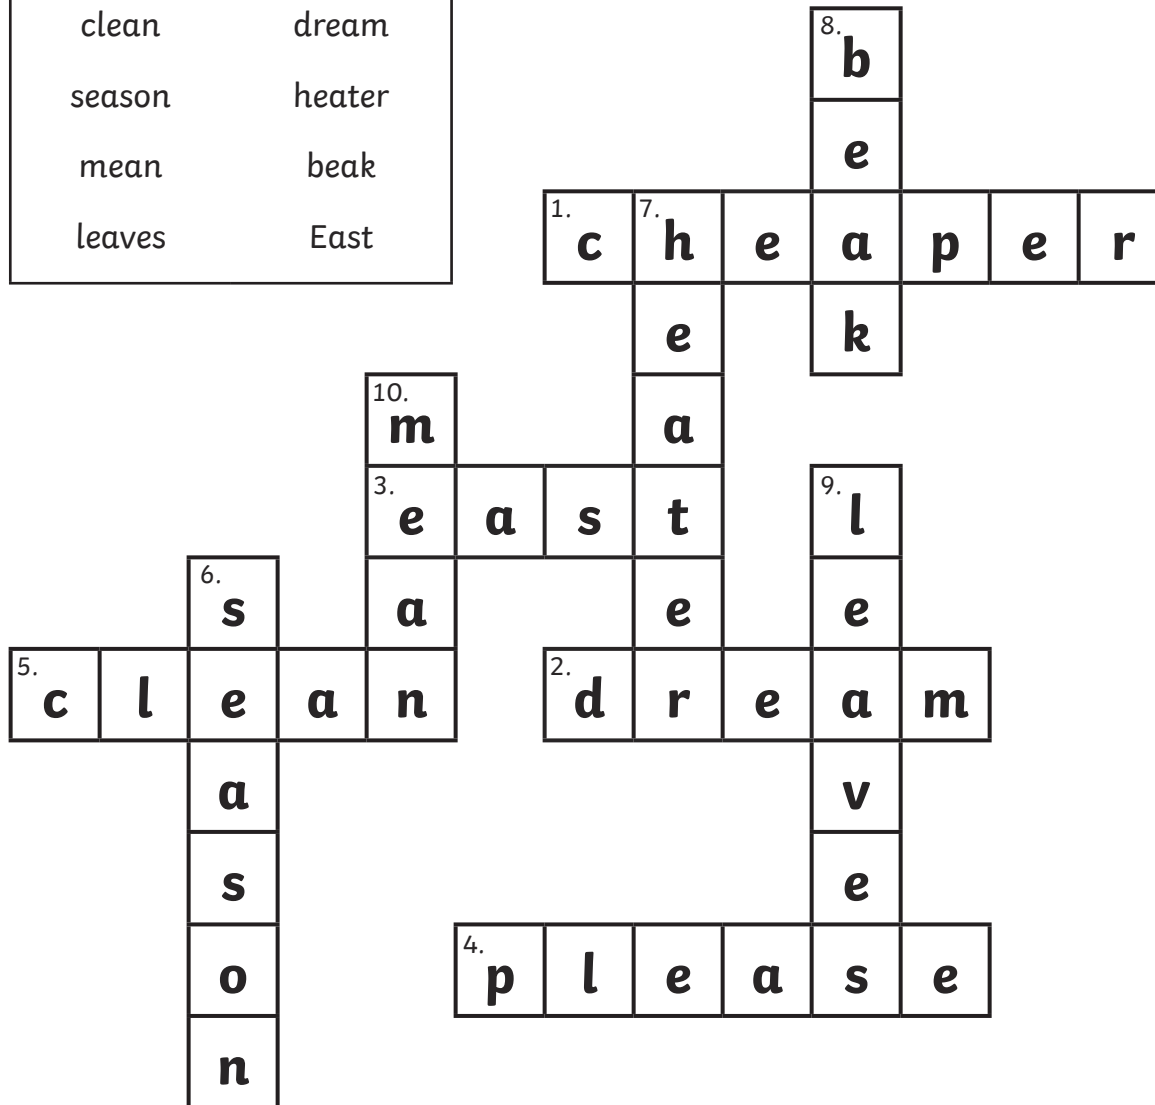 clean dream
season heater
mean beak
leaves East
8. b
e
1. c 7. h e a p e r
e k
10. m a
3. e a s t 9. l
6. s a e e
5. c l e a n 2. d r e a m
a v
s e
o 4. p l e a s e
n